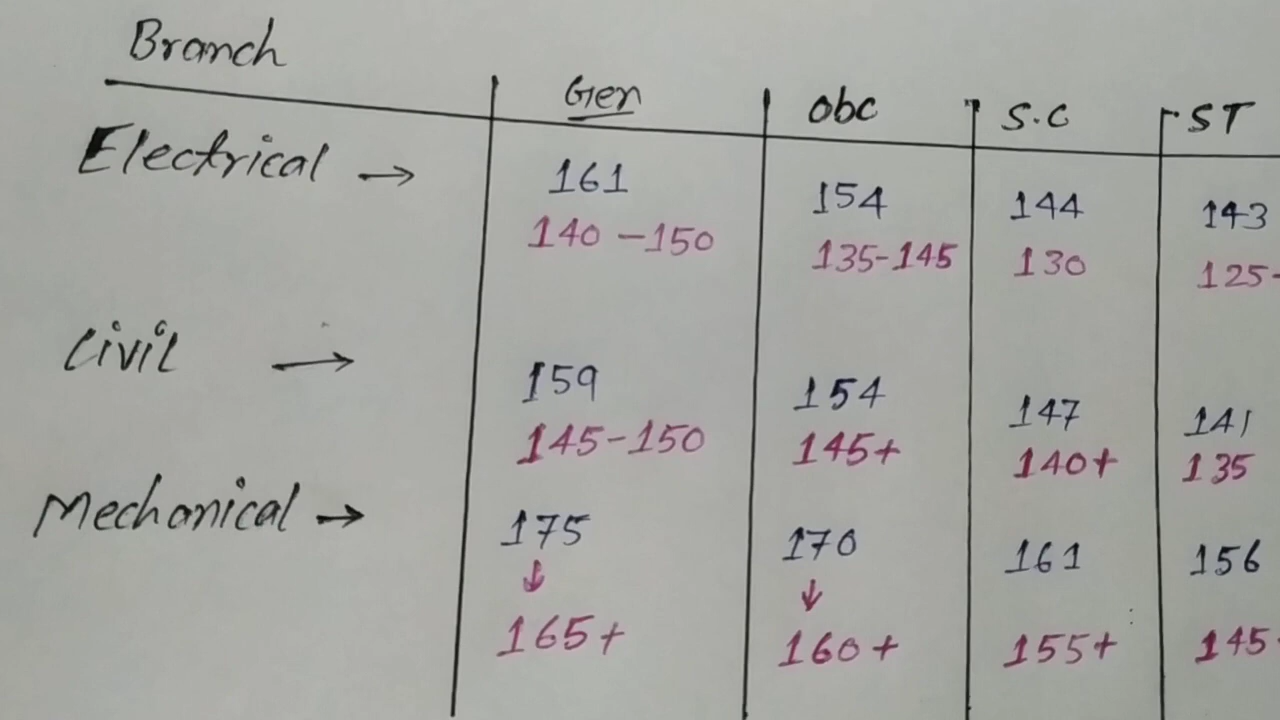 Branch Gen obc S.C ST
Electrical → 161 154 144 143
140-150 135-145 130 125-
Civil → 159 154 147 141
145-150 145+ 140+ 135
Mechanical → 175 170 161 156
↓ ↓
165+ 160+ 155+ 145